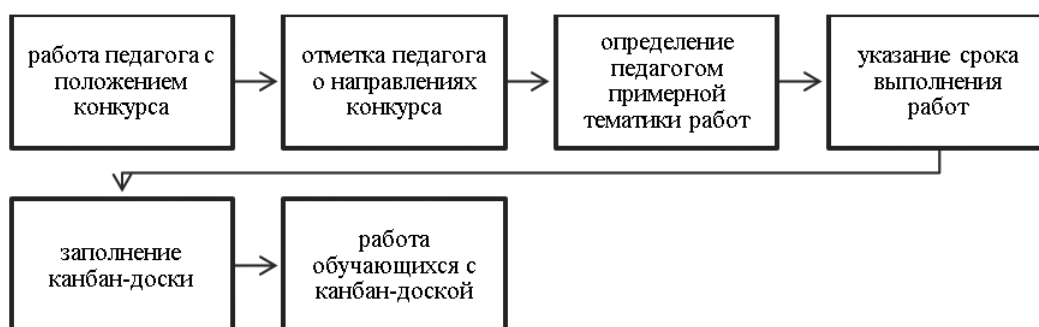 работа педагога с
положением
конкурса
отметка педагога
о направлениях
конкурса
определение
педагогом
примерной
тематики работ
указание срока
выполнения
работ
заполнение
канбан-доски
работа
обучающихся с
канбан-доской